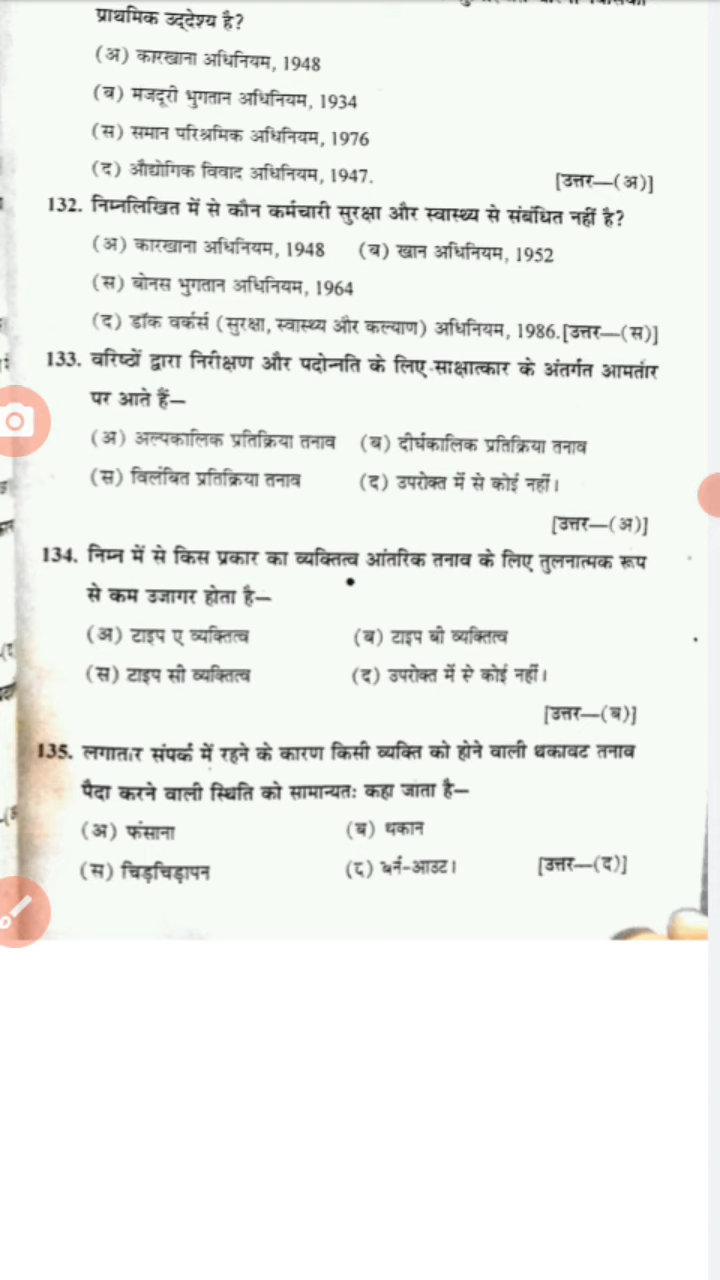 प्राथमिक उद्देश्य है?
(अ) कारखाना अधिनियम, 1948
(ब) मजदूरी भुगतान अधिनियम, 1934
(स) समान परिश्रमिक अधिनियम, 1976
(द) औद्योगिक विवाद अधिनियम, 1947. [उत्तर—(अ)]
132. निम्नलिखित में से कौन कर्मचारी सुरक्षा और स्वास्थ्य से संबंधित नहीं है?
(अ) कारखाना अधिनियम, 1948 (ब) खान अधिनियम, 1952
(स) बोनस भुगतान अधिनियम, 1964
(द) डॉक वर्कर्स (सुरक्षा, स्वास्थ्य और कल्याण) अधिनियम, 1986. [उत्तर—(स)]
133. वरिष्ठों द्वारा निरीक्षण और पदोन्नति के लिए साक्षात्कार के अंतर्गत आमतौर
पर आते हैं—
(अ) अल्पकालिक प्रतिक्रिया तनाव (ब) दीर्घकालिक प्रतिक्रिया तनाव
(स) विलंबित प्रतिक्रिया तनाव (द) उपरोक्त में से कोई नहीं।
[उत्तर—(अ)]
134. निम्न में से किस प्रकार का व्यक्तित्व आंतरिक तनाव के लिए तुलनात्मक रूप
से कम उजागर होता है—
(अ) टाइप ए व्यक्तित्व (ब) टाइप बी व्यक्तित्व
(स) टाइप सी व्यक्तित्व (द) उपरोक्त में से कोई नहीं।
[उत्तर—(ब)]
135. लगातार संपर्क में रहने के कारण किसी व्यक्ति को होने वाली थकावट तनाव
पैदा करने वाली स्थिति को सामान्यतः कहा जाता है—
(अ) फंसाना (ब) थकान
(स) चिड़चिड़ापन (द) बर्न-आउट। [उत्तर—(द)]